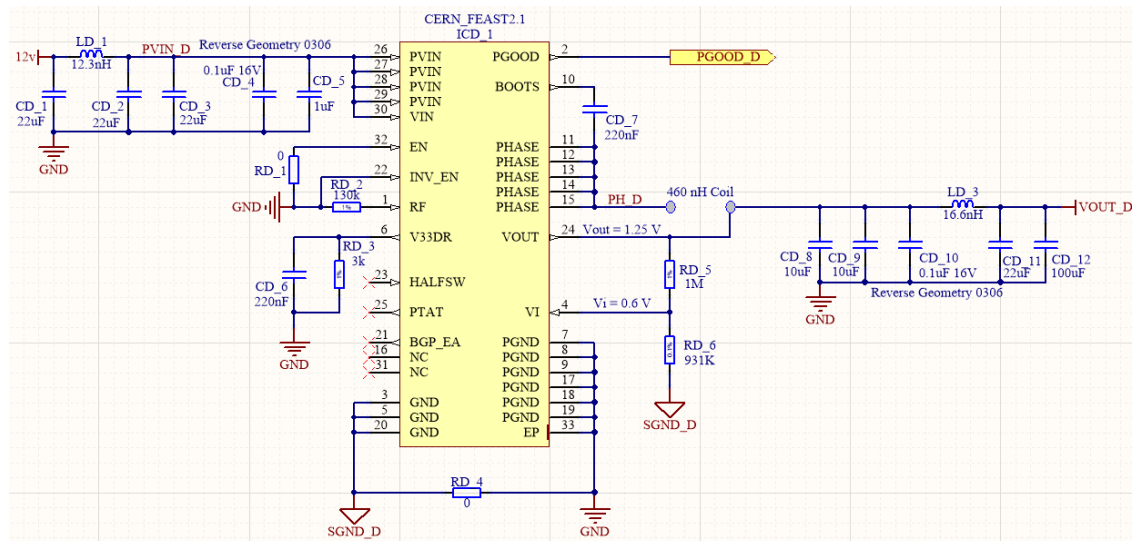 CERN_FEAST2.1
ICD_1
12v
LD_1
12.3nH
PVIN_D
Reverse Geometry 0306
CD_1
22uF
CD_2
22uF
CD_3
22uF
0.1uF 16V
CD_4
CD_5
1uF
GND
26 PVIN
27 PVIN
28 PVIN
29 PVIN
30 VIN
32 EN
22 INV_EN
1 RF
6 V33DR
23 HALFSW
25 PTAT
21 BGP_EA
16 NC
31 NC
3 GND
5 GND
20 GND
0
RD_1
RD_2
130k
1%
GND
RD_3
3k
1%
CD_6
220nF
GND
PGOOD 2
BOOTS 10
PHASE 11
PHASE 12
PHASE 13
PHASE 14
PHASE 15
VOUT 24
VI 4
PGND 7
PGND 8
PGND 9
PGND 17
PGND 18
PGND 19
EP 33
PGOOD_D
CD_7
220nF
PH_D
460 nH Coil
Vout = 1.25 V
RD_5
1M
1%
Vi = 0.6 V
RD_6
931K
0.1%
SGND_D
LD_3
16.6nH
VOUT_D
CD_8
10uF
CD_9
10uF
CD_10
0.1uF 16V
CD_11
22uF
CD_12
100uF
Reverse Geometry 0306
GND
RD_4
0
SGND_D
GND